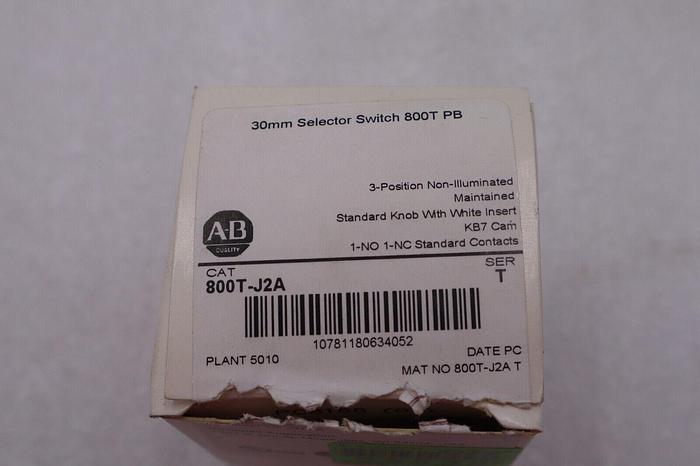 30mm Selector Switch 800T PB
3-Position Non-Illuminated
Maintained
Standard Knob With White Insert
KB7 Cam
1-NO 1-NC Standard Contacts
A-B
QUALITY
CAT
SER
800T-J2A
T
10781180634052
PLANT 5010
DATE PC
MAT NO 800T-J2A T